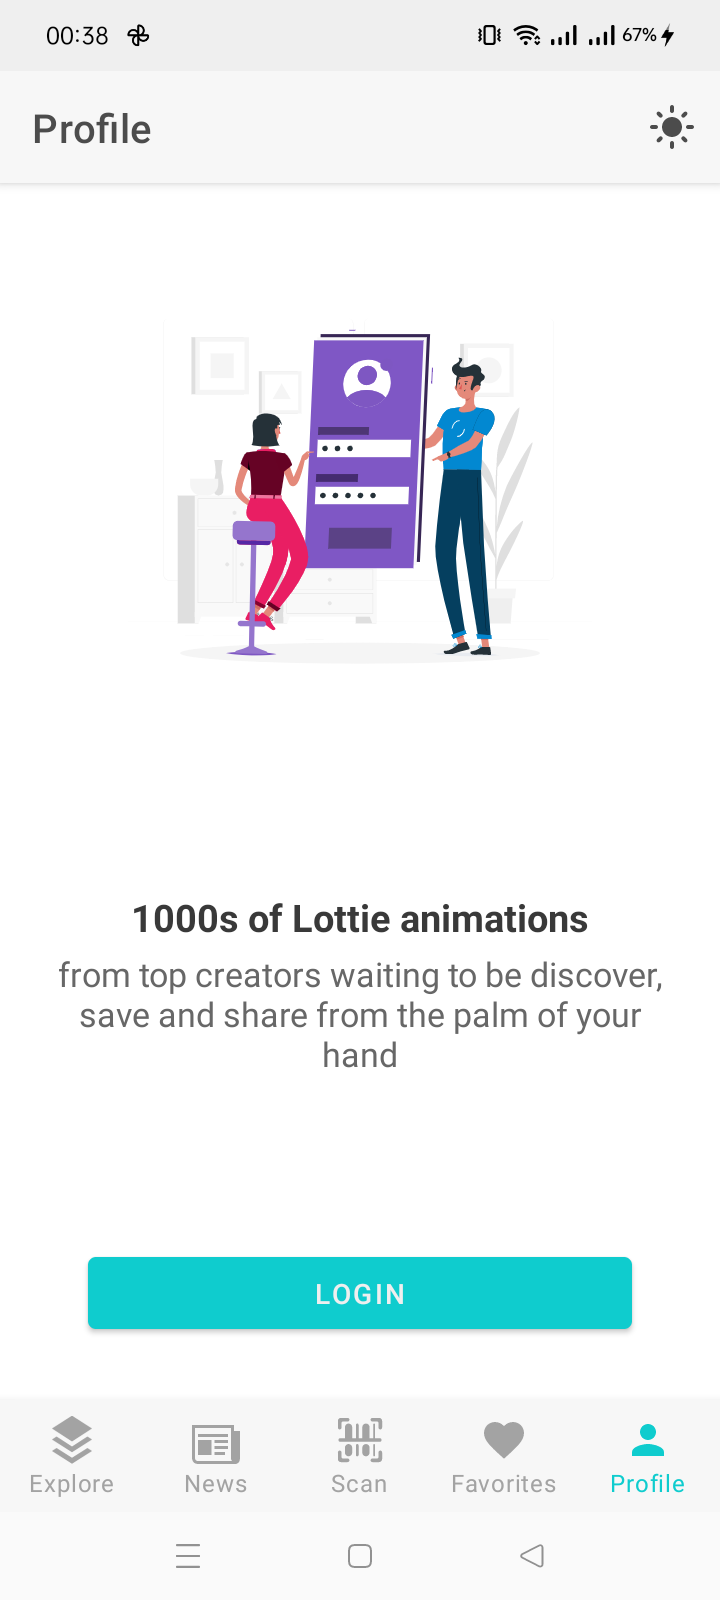 00:38
67%
Profile
1000s of Lottie animations
from top creators waiting to be discover,
save and share from the palm of your
hand
LOGIN
Explore
News
Scan
Favorites
Profile